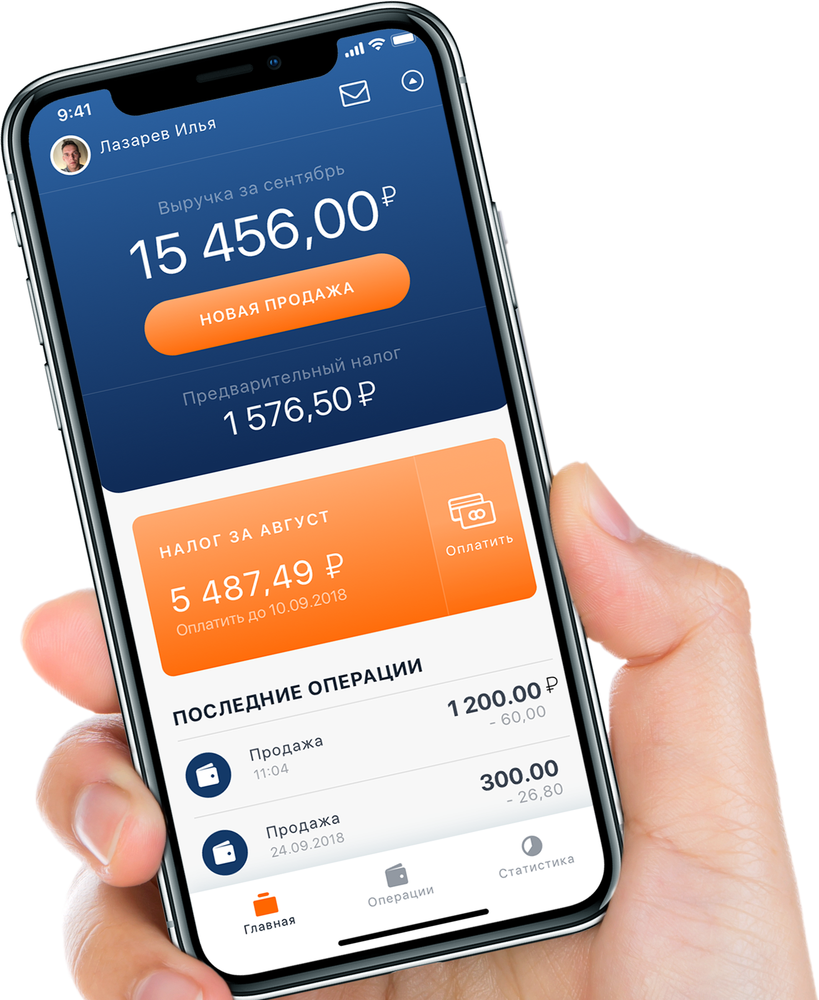 9:41
Лазарев Илья
Выручка за сентябрь
15 456,00 ₽
НОВАЯ ПРОДАЖА
Предварительный налог
1 576,50 ₽
НАЛОГ ЗА АВГУСТ
5 487,49 ₽
Оплатить до 10.09.2018
Оплатить
ПОСЛЕДНИЕ ОПЕРАЦИИ
Продажа
1 200.00 ₽
11:04
- 60,00
Продажа
300.00
24.09.2018
- 26,80
Главная
Операции
Статистика